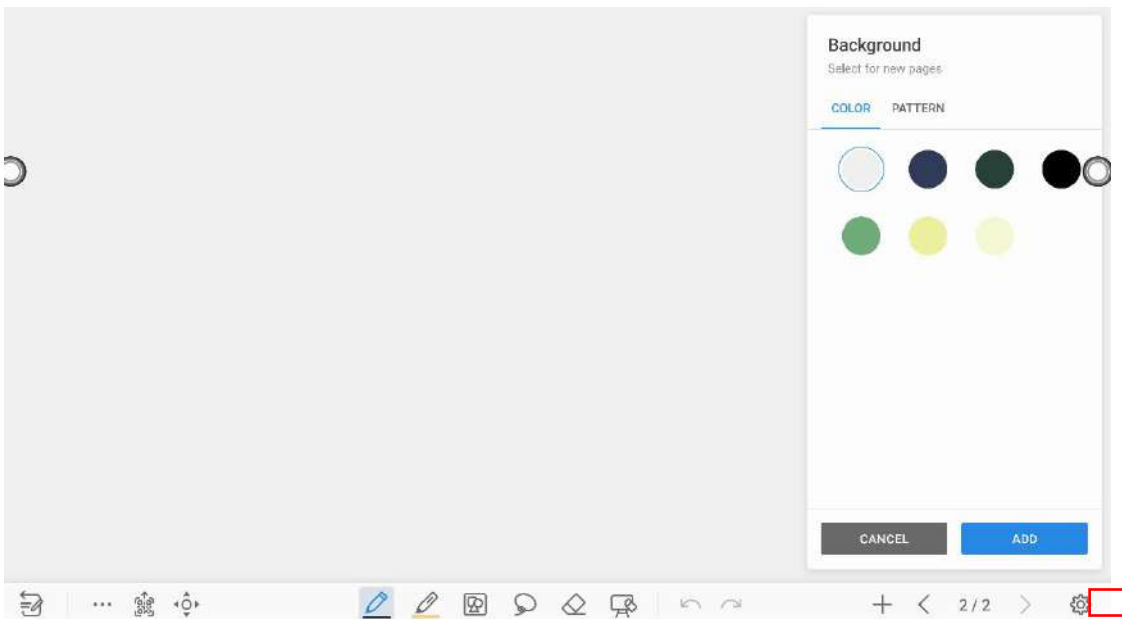 Background
Select for new pages
COLOR PATTERN
CANCEL ADD
2/2